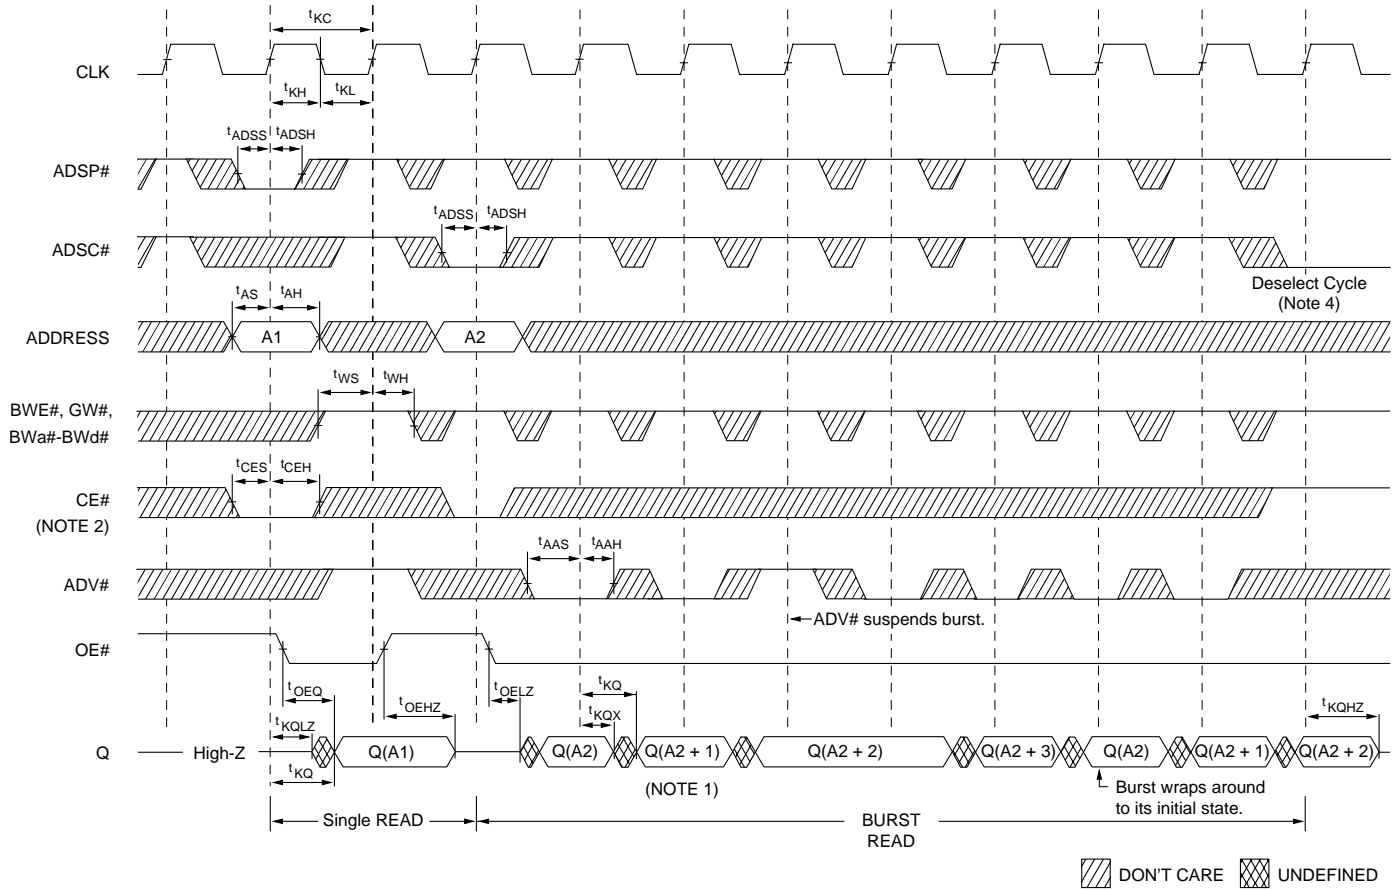 tKC
CLK
tKH
tKL
tADSS
tADSH
ADSP#
tADSS
tADSH
ADSC#
Deselect Cycle
(Note 4)
tAS
tAH
ADDRESS
A1
A2
tWS
tWH
BWE#, GW#,
BWa#-BWd#
tCES
tCEH
CE#
(NOTE 2)
tAAS
tAAH
ADV#
ADV# suspends burst.
OE#
tOEQ
tOEHZ
tOELZ
tKQ
tKQX
tKQLZ
tKQHZ
Q
High-Z
Q(A1)
Q(A2)
Q(A2 + 1)
Q(A2 + 2)
Q(A2 + 3)
Q(A2)
Q(A2 + 1)
Q(A2 + 2)
tKQ
(NOTE 1)
Burst wraps around
to its initial state.
Single READ
BURST
READ
DON'T CARE
UNDEFINED